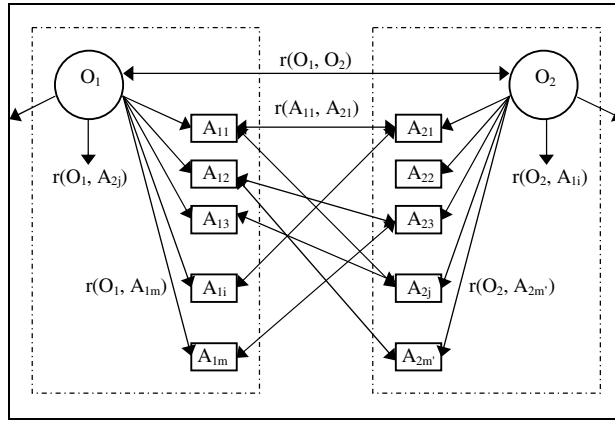 O₁ r(O₁, O₂) O₂
r(A₁₁, A₂₁)
A₁₁ A₂₁
A₁₂ A₂₂
r(O₁, A₂ⱼ) r(O₂, A₁ᵢ)
A₁₃ A₂₃
r(O₁, A₁ₘ) r(O₂, A₂ₘ')
A₁ᵢ A₂ⱼ
A₁ₘ A₂ₘ'